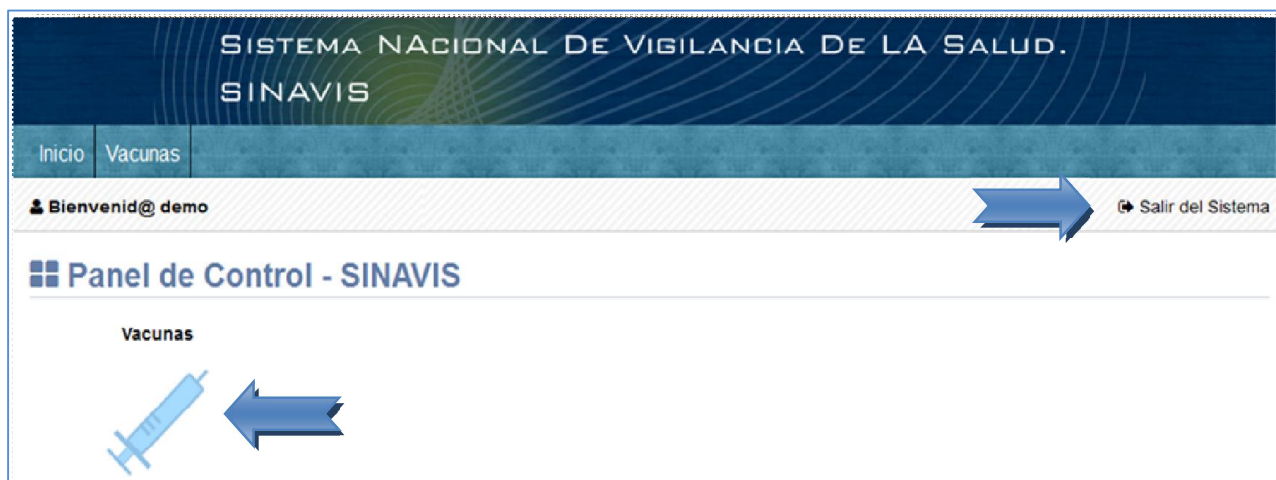 SISTEMA NACIONAL DE VIGILANCIA DE LA SALUD.
SINAVIS
Inicio Vacunas
Bienvenid@ demo
Salir del Sistema
Panel de Control - SINAVIS
Vacunas